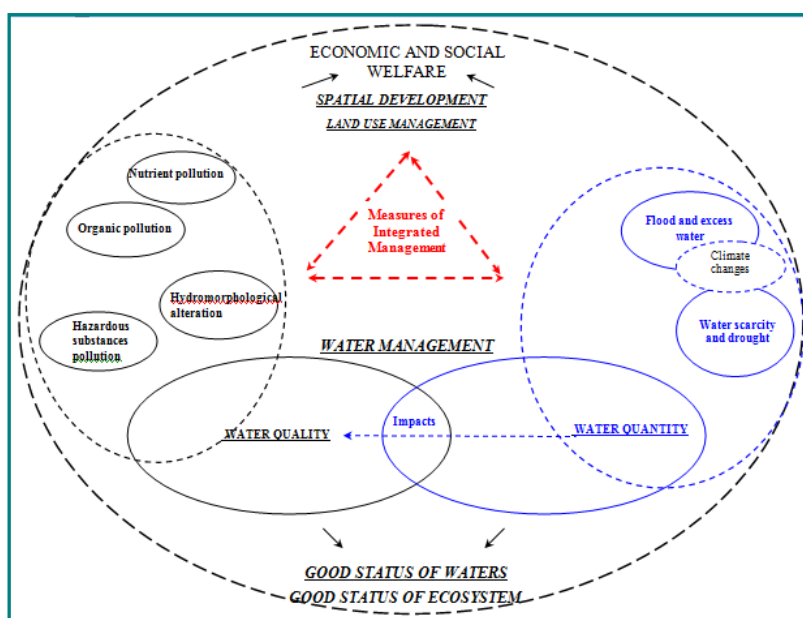 ECONOMIC AND SOCIAL
WELFARE
SPATIAL DEVELOPMENT
LAND USE MANAGEMENT
Nutrient pollution
Organic pollution
Hydromorphological
alteration
Hazardous
substances
pollution
Measures of
Integrated
Management
Flood and excess
water
Climate
changes
Water scarcity
and drought
WATER MANAGEMENT
WATER QUALITY
Impacts
WATER QUANTITY
GOOD STATUS OF WATERS
GOOD STATUS OF ECOSYSTEM